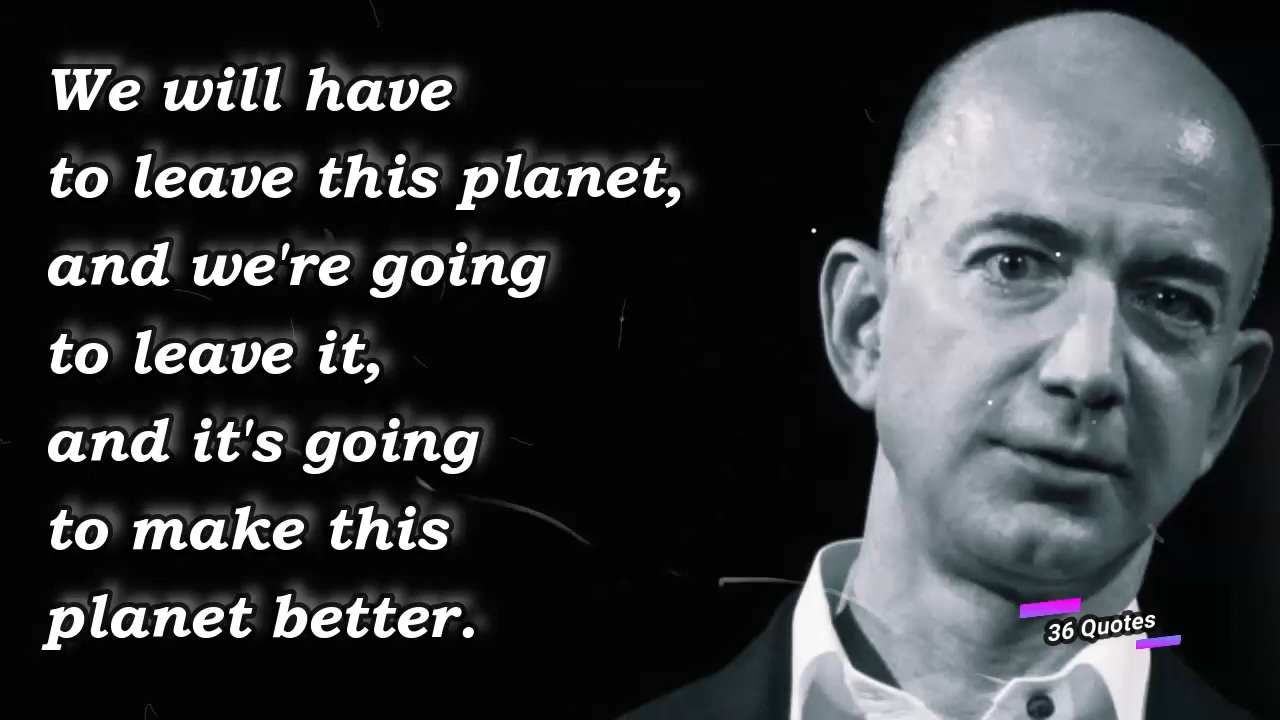 We will have
to leave this planet,
and we're going
to leave it,
and it's going
to make this
planet better.
36 Quotes